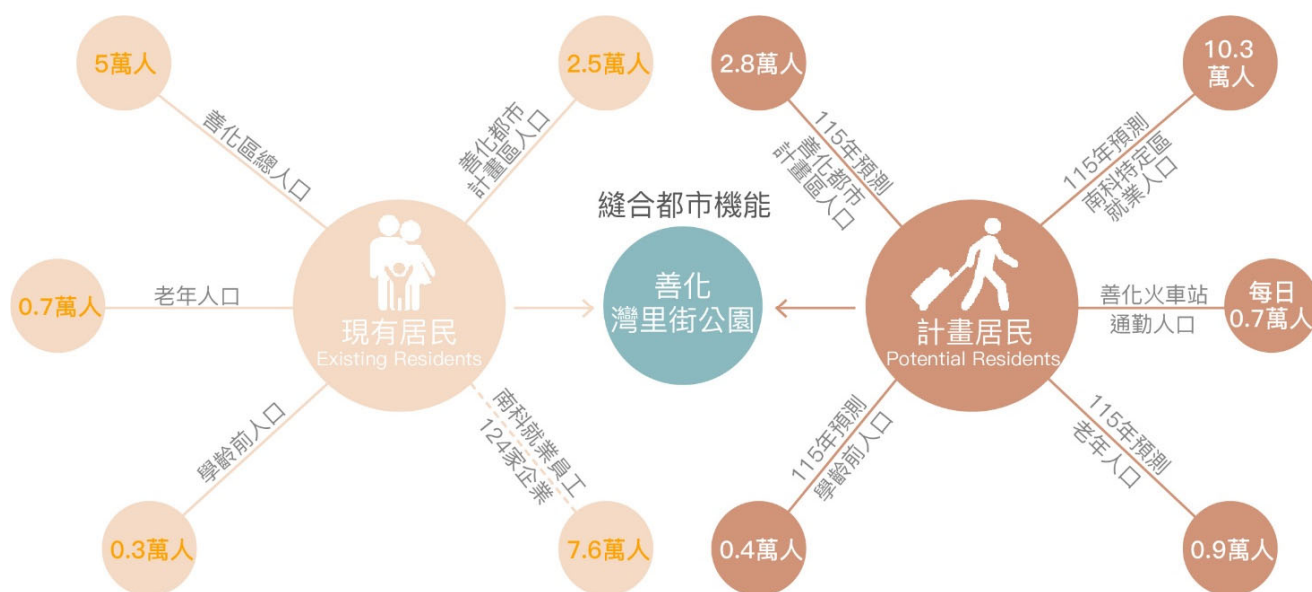 5萬人
善化區總人口
2.5萬人
善化都市
計畫區人口
0.7萬人
老年人口
現有居民
Existing Residents
學齡前人口
0.3萬人
南科就業員工
124家企業
7.6萬人
縫合都市機能
善化
灣里街公園
2.8萬人
115年預測
善化都市
計畫區人口
10.3
萬人
115年預測
南科特定區
就業人口
計畫居民
Potential Residents
善化火車站
通勤人口
每日
0.7萬人
115年預測
學齡前人口
0.4萬人
115年預測
老年人口
0.9萬人